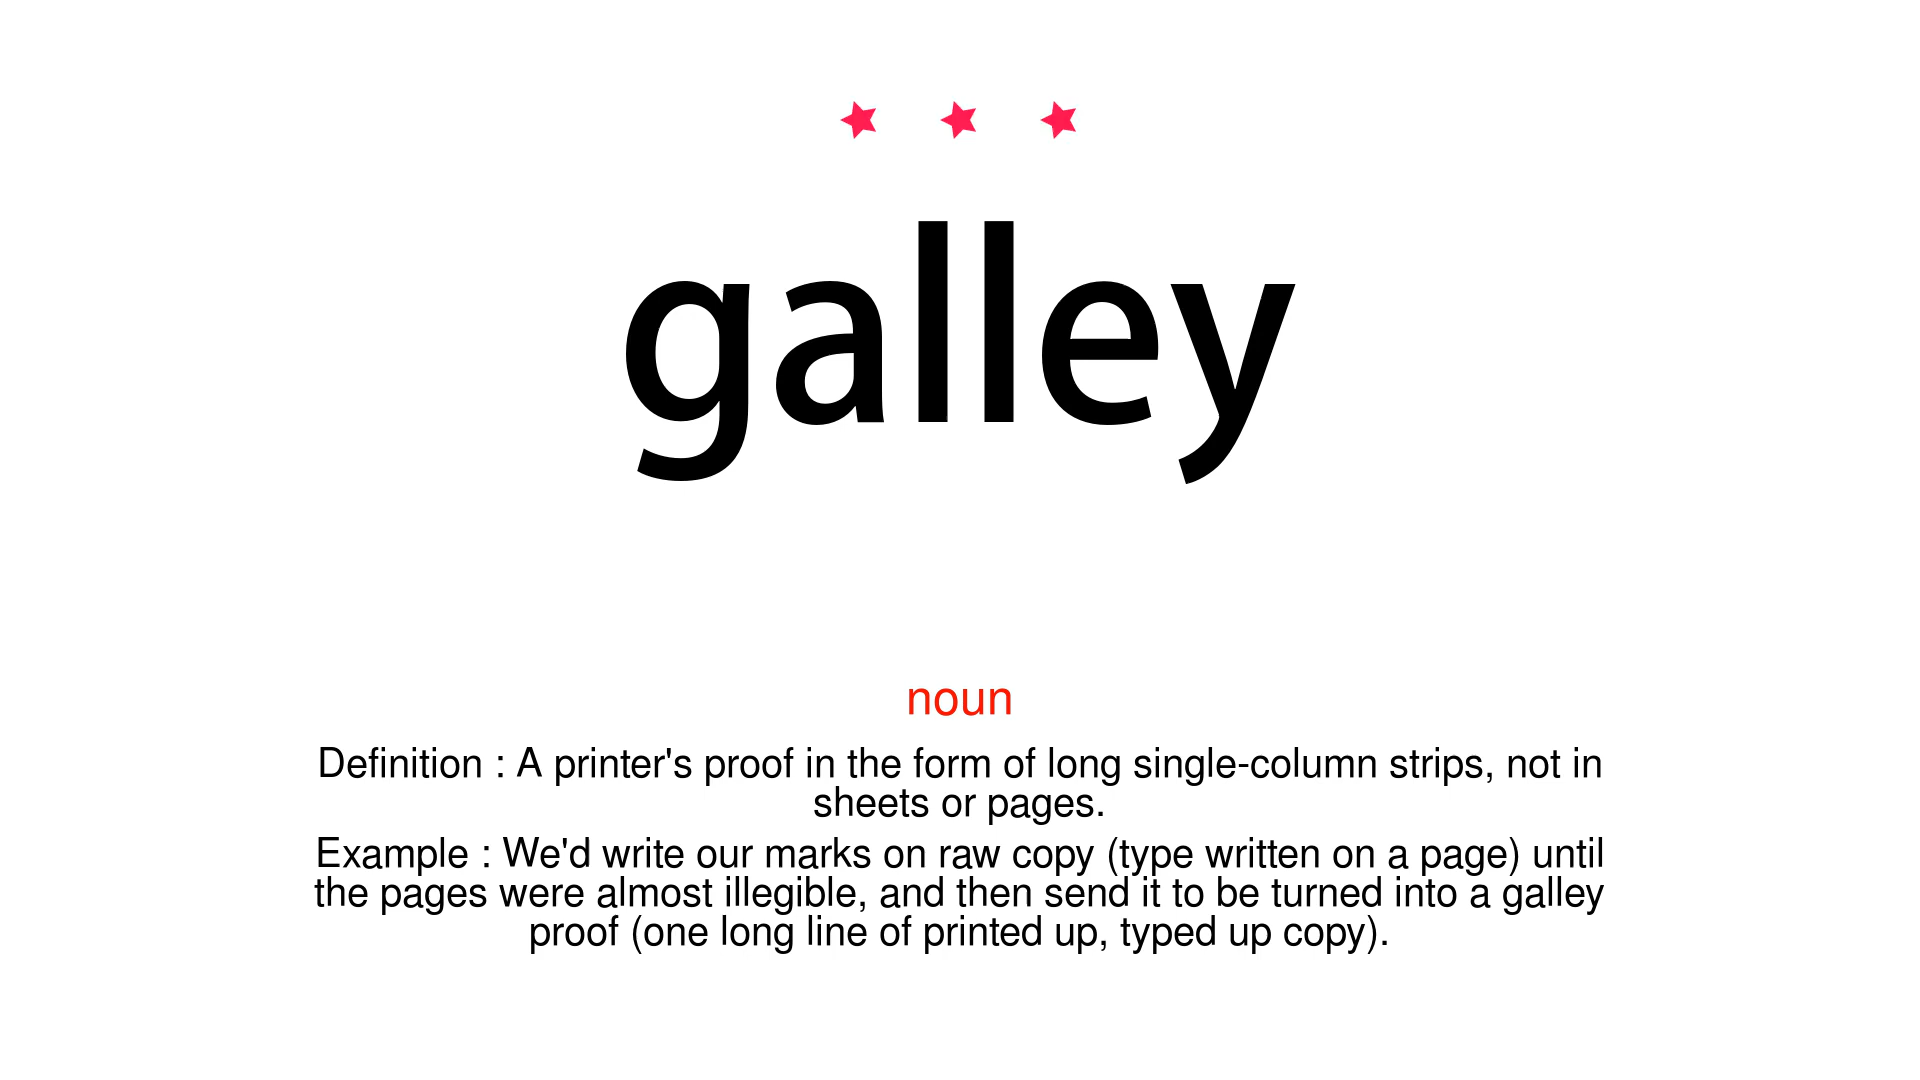 galley
noun
Definition : A printer's proof in the form of long single-column strips, not in
sheets or pages.
Example : We'd write our marks on raw copy (type written on a page) until
the pages were almost illegible, and then send it to be turned into a galley
proof (one long line of printed up, typed up copy).